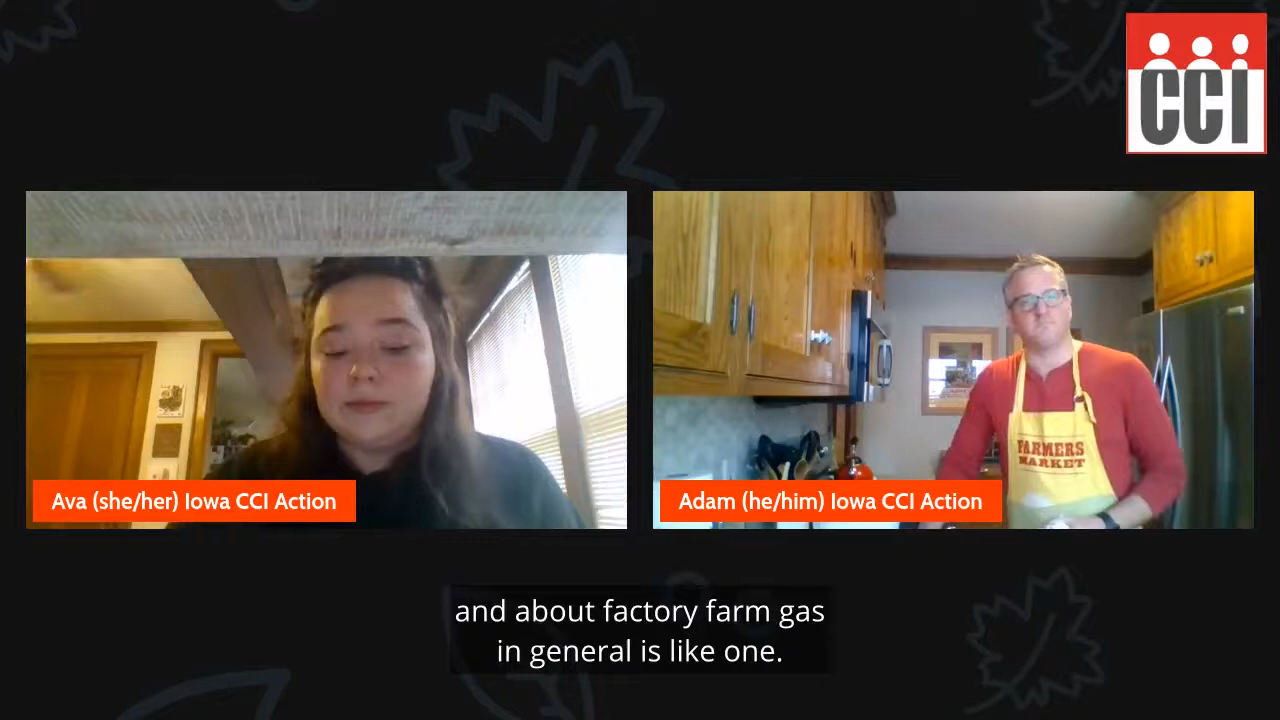 CCI
FARMERS
MARKET
Ava (she/her) Iowa CCI Action
Adam (he/him) Iowa CCI Action
and about factory farm gas
in general is like one.